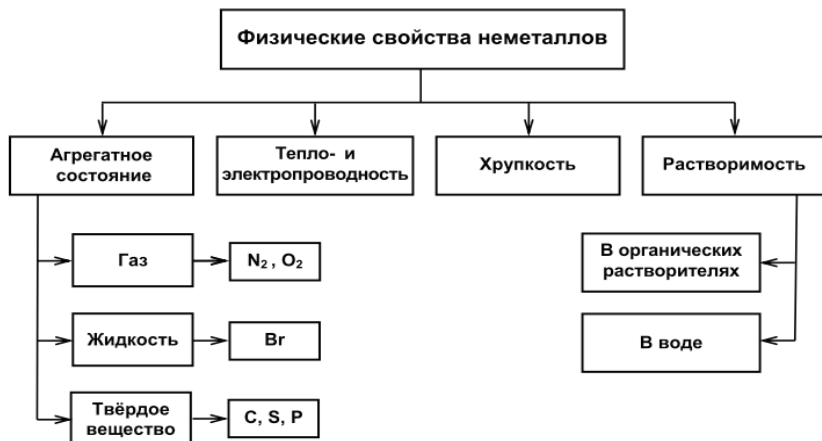 Физические свойства неметаллов
Агрегатное
состояние
Тепло- и
электропроводность
Хрупкость
Растворимость
Газ
N₂ , O₂
Жидкость
Br
Твёрдое
вещество
C, S, P
В органических
растворителях
В воде